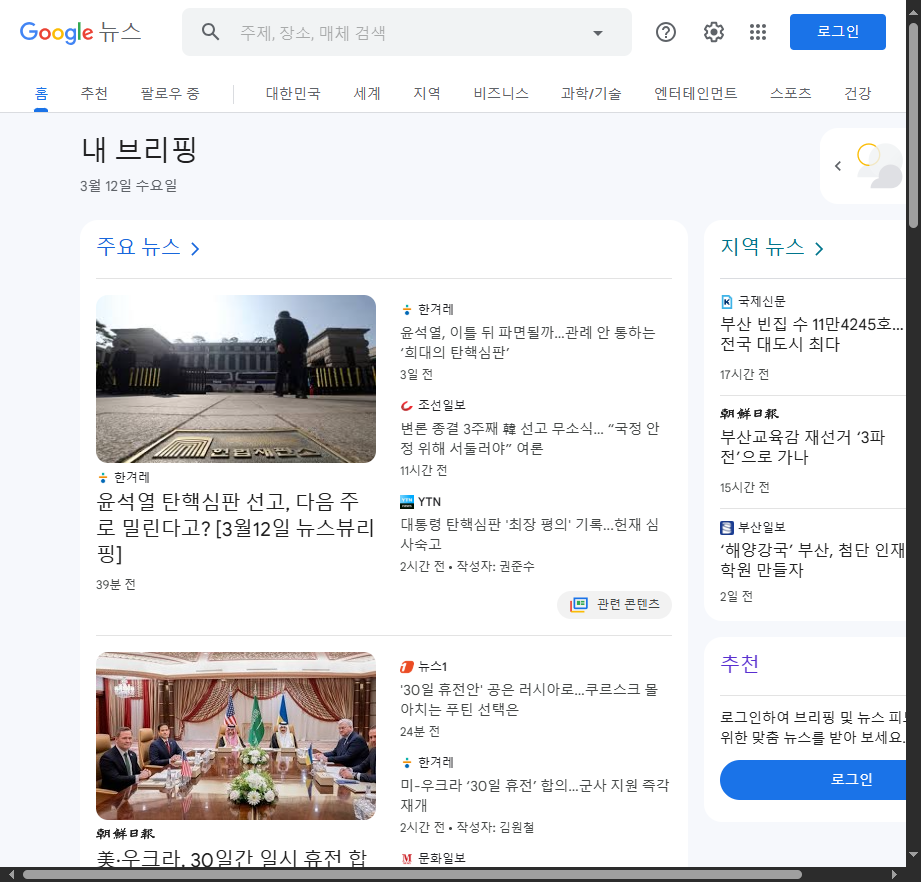 Google 뉴스
주제, 장소, 매체 검색
로그인
홈 추천 팔로우 중 대한민국 세계 지역 비즈니스 과학/기술 엔터테인먼트 스포츠 건강
내 브리핑
3월 12일 수요일
주요 뉴스
헌법재판소
한겨레
윤석열 탄핵심판 선고, 다음 주
로 밀린다고? [3월12일 뉴스뷰리
핑]
39분 전
한겨레
윤석열, 이틀 뒤 파면될까…관례 안 통하는
‘희대의 탄핵심판’
3일 전
조선일보
변론 종결 3주째 韓 선고 무소식... “국정 안
정 위해 서둘러야” 여론
11시간 전
YTN
대통령 탄핵심판 '최장 평의' 기록...헌재 심
사숙고
2시간 전 • 작성자: 권준수
관련 콘텐츠
朝鮮日報
美·우크라, 30일간 일시 휴전 합
뉴스1
'30일 휴전안' 공은 러시아로…쿠르스크 몰
아치는 푸틴 선택은
24분 전
한겨레
미-우크라 ‘30일 휴전’ 합의…군사 지원 즉각
재개
2시간 전 • 작성자: 김원철
문화일보
지역 뉴스
국제신문
부산 빈집 수 11만4245호…
전국 대도시 최다
17시간 전
朝鮮日報
부산교육감 재선거 ‘3파
전’으로 가나
15시간 전
부산일보
‘해양강국’ 부산, 첨단 인재
학원 만들자
2일 전
추천
로그인하여 브리핑 및 뉴스 피드
위한 맞춤 뉴스를 받아 보세요.
로그인